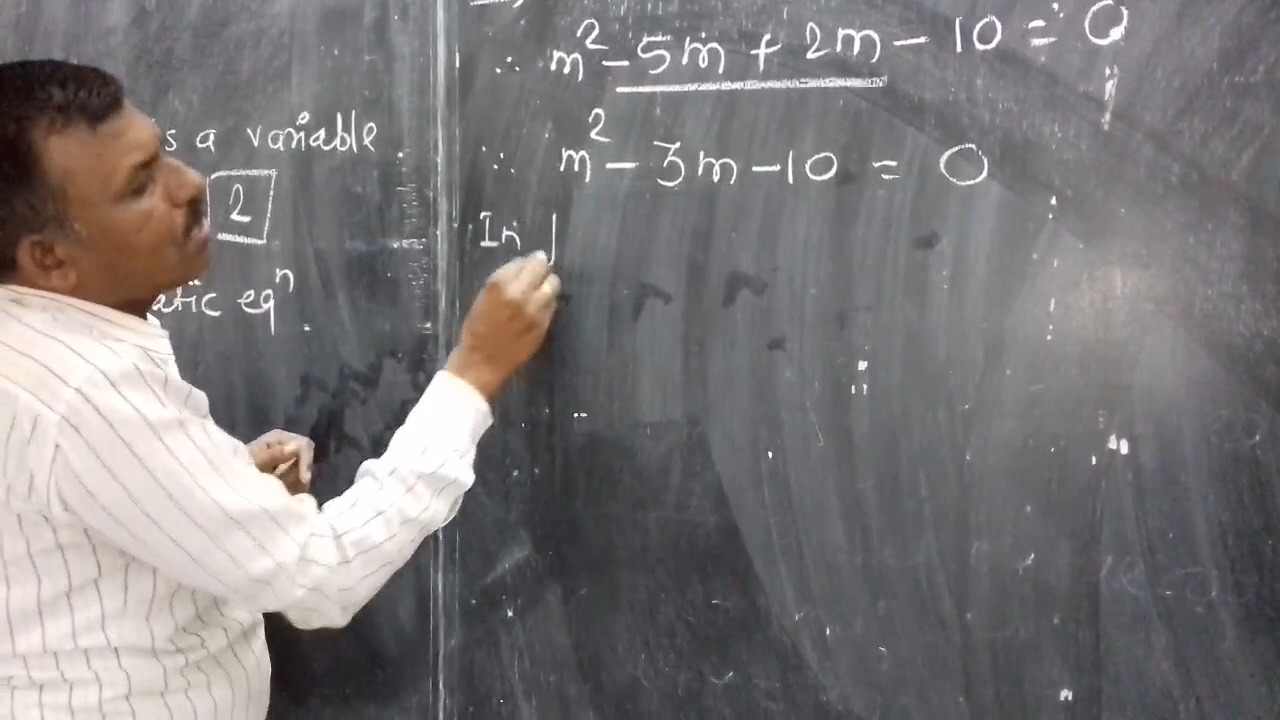 s a variable.
2
atic eqⁿ.
∴ m² - 5m + 2m - 10 = 0
∴ m² - 3m - 10 = 0
In